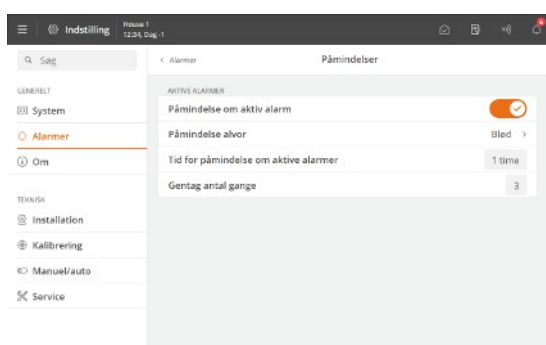 Indstilling
House 1
12:34, Dag -1
Søg
GENERELT
System
Alarmer
Om
TEKNISK
Installation
Kalibrering
Manuel/auto
Service
Alarmer
Påmindelser
AKTIVE ALARMER
Påmindelse om aktiv alarm
Påmindelse alvor
Blød
Tid for påmindelse om aktive alarmer
1 time
Gentag antal gange
3